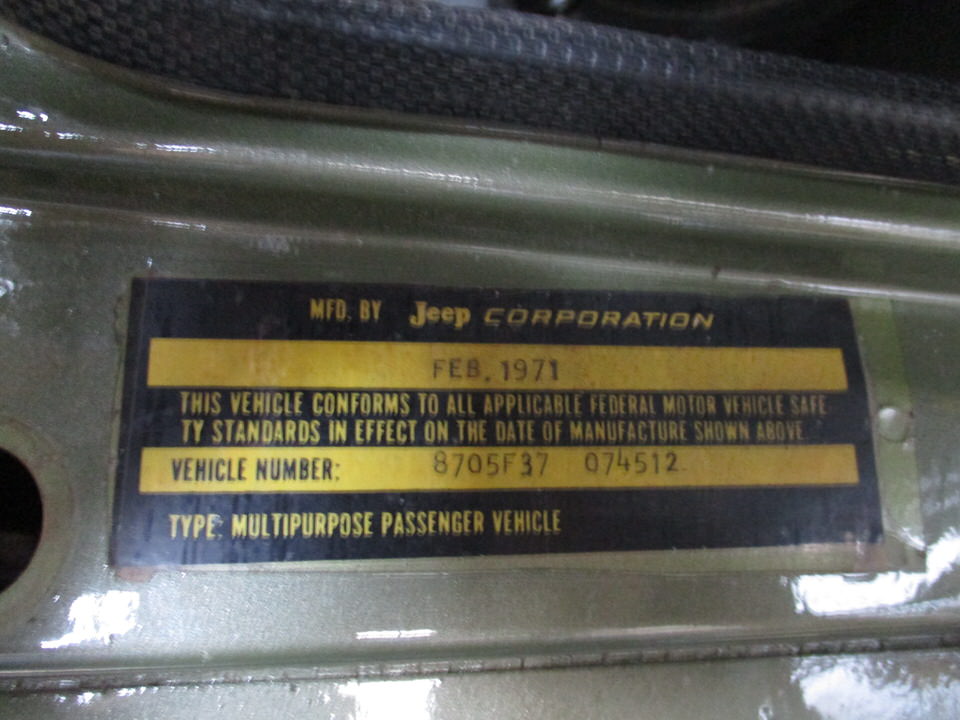 MFD. BY Jeep CORPORATION
FEB. 1971
THIS VEHICLE CONFORMS TO ALL APPLICABLE FEDERAL MOTOR VEHICLE SAFE
TY STANDARDS IN EFFECT ON THE DATE OF MANUFACTURE SHOWN ABOVE.
VEHICLE NUMBER: 8705F37 074512
TYPE: MULTIPURPOSE PASSENGER VEHICLE